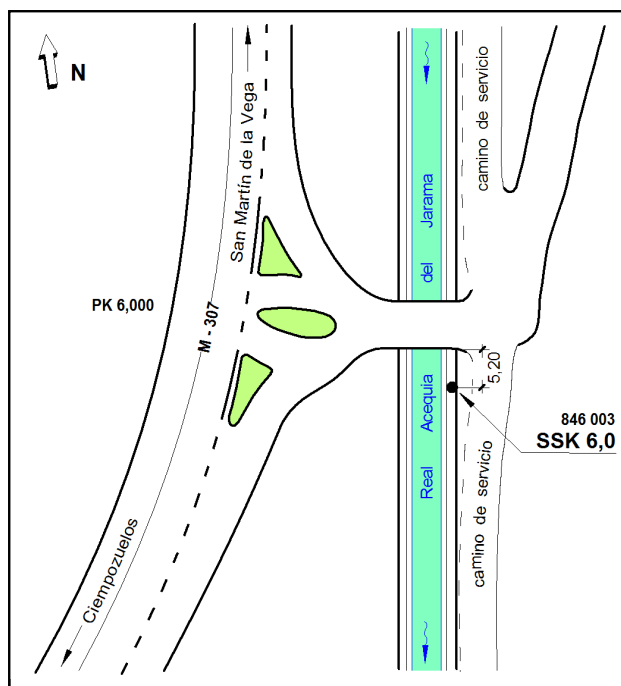 N
San Martín de la Vega
Real Acequia del Jarama
camino de servicio
PK 6,000
M - 307
5,20
846 003
SSK 6,0
camino de servicio
Ciempozuelos